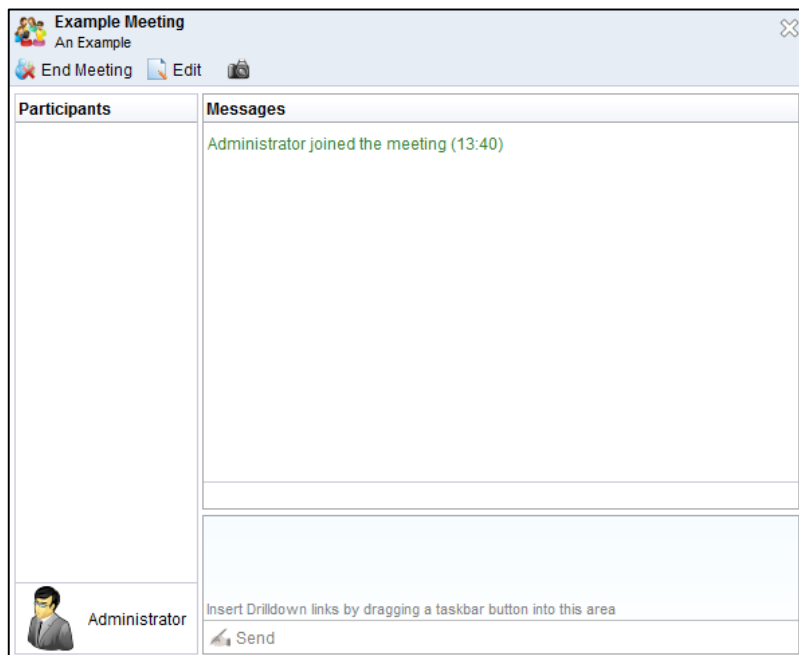 Example Meeting
An Example
End Meeting Edit
Participants
Messages
Administrator joined the meeting (13:40)
Insert Drilldown links by dragging a taskbar button into this area
Administrator
Send